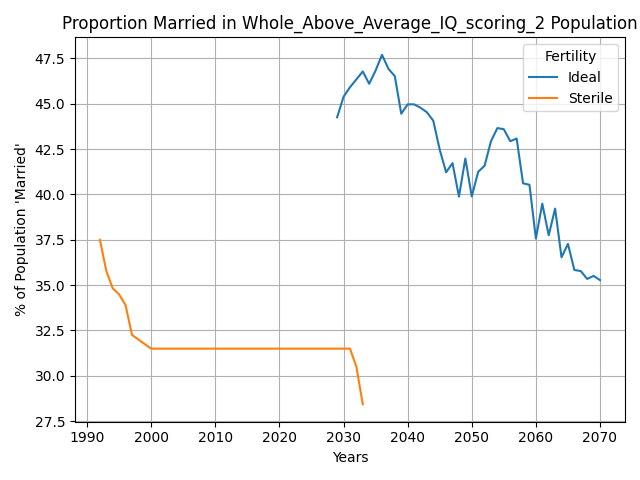 Proportion Married in Whole_Above_Average_IQ_scoring_2 Population
% of Population 'Married'
47.5
45.0
42.5
40.0
37.5
35.0
32.5
30.0
27.5
Fertility
Ideal
Sterile
1990 2000 2010 2020 2030 2040 2050 2060 2070
Years